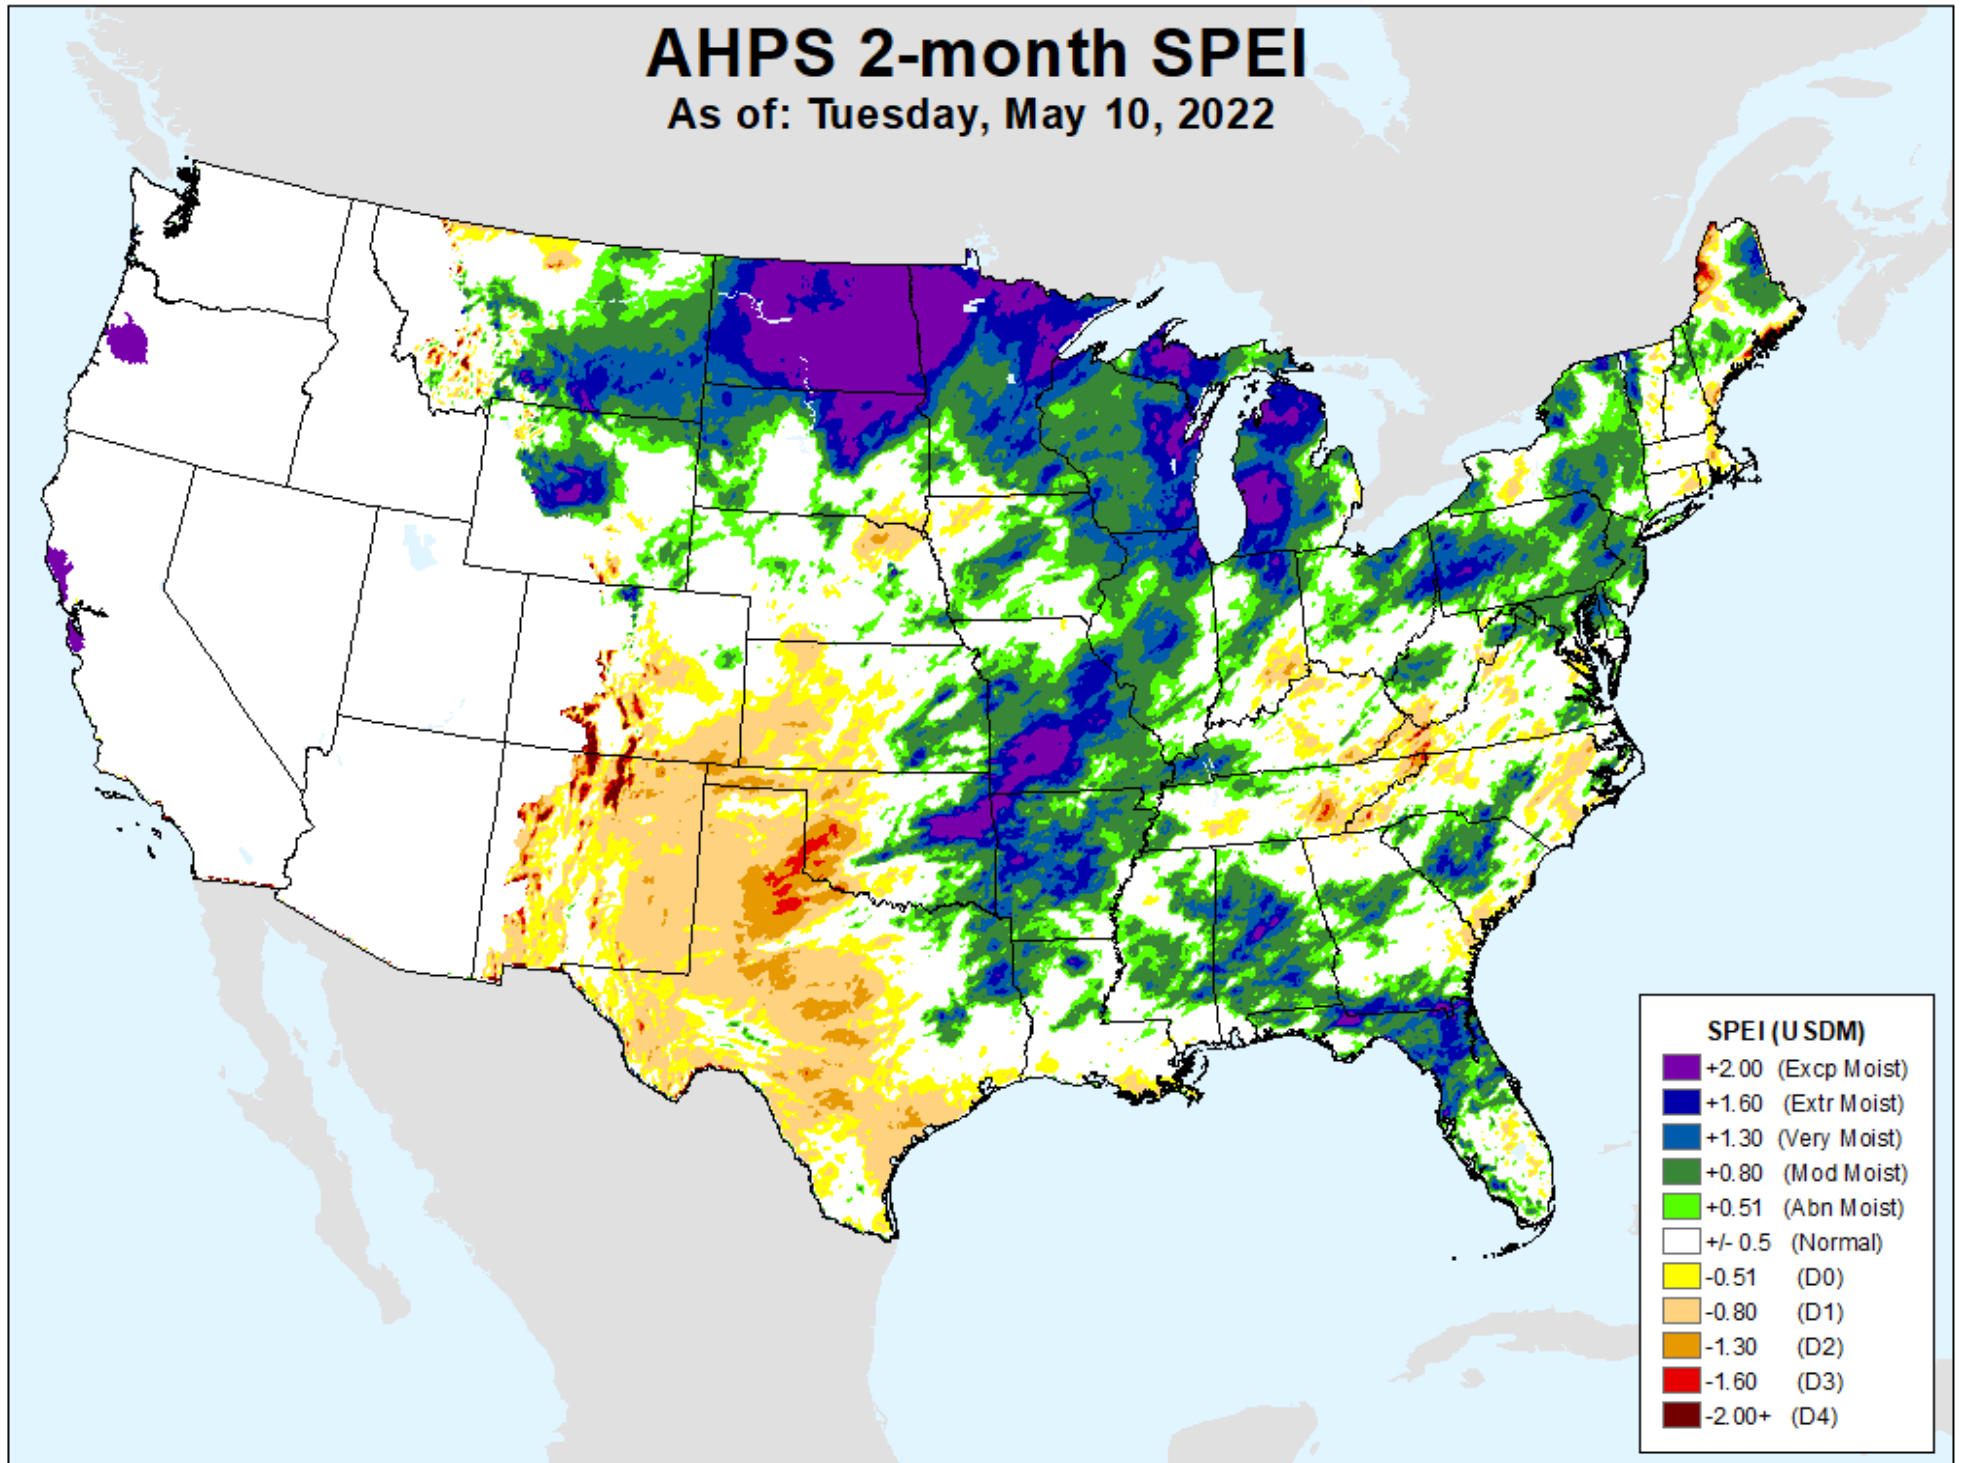 AHPS 2-month SPEI
As of: Tuesday, May 10, 2022
SPEI (USDM)
+2.00 (Excp Moist)
+1.60 (Extr Moist)
+1.30 (Very Moist)
+0.80 (Mod Moist)
+0.51 (Abn Moist)
+/- 0.5 (Normal)
-0.51 (D0)
-0.80 (D1)
-1.30 (D2)
-1.60 (D3)
-2.00+ (D4)